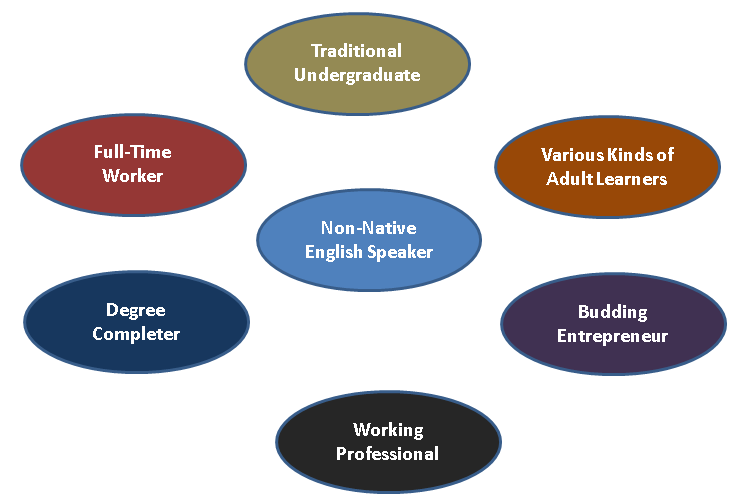 Traditional
Undergraduate
Full-Time
Worker
Various Kinds of
Adult Learners
Non-Native
English Speaker
Degree
Completer
Budding
Entrepreneur
Working
Professional